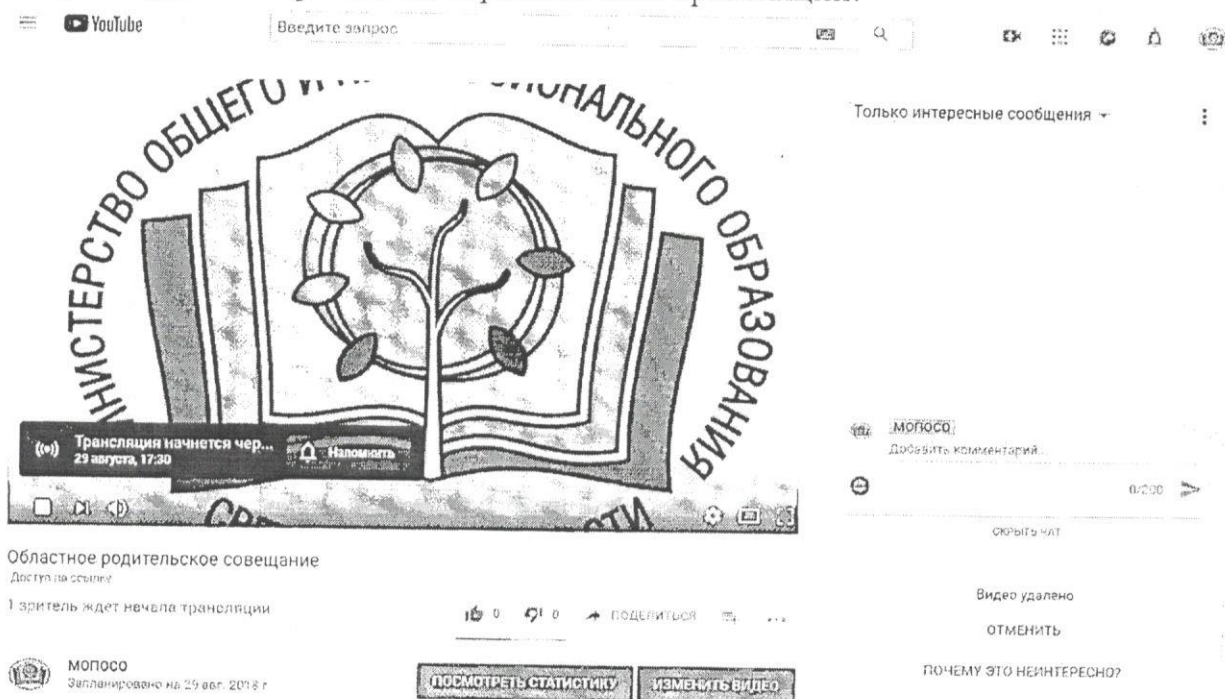 YouTube
Введите запрос
МИНИСТЕРСТВО ОБЩЕГО И ПРОФЕССИОНАЛЬНОГО ОБРАЗОВАНИЯ
Трансляция начнется чер...
29 августа, 17:30
Напомнить
Областное родительское совещание
Доступ по ссылке
1 зритель ждет начала трансляции
0 0 ПОДЕЛИТЬСЯ
МОПОСО
Запланировано на 29 авг. 2018 г
ПОСМОТРЕТЬ СТАТИСТИКУ ИЗМЕНИТЬ ВИДЕО
Только интересные сообщения
МОПОСО
Добавить комментарий...
0/200
СКРЫТЬ ЧАТ
Видео удалено
ОТМЕНИТЬ
ПОЧЕМУ ЭТО НЕИНТЕРЕСНО?